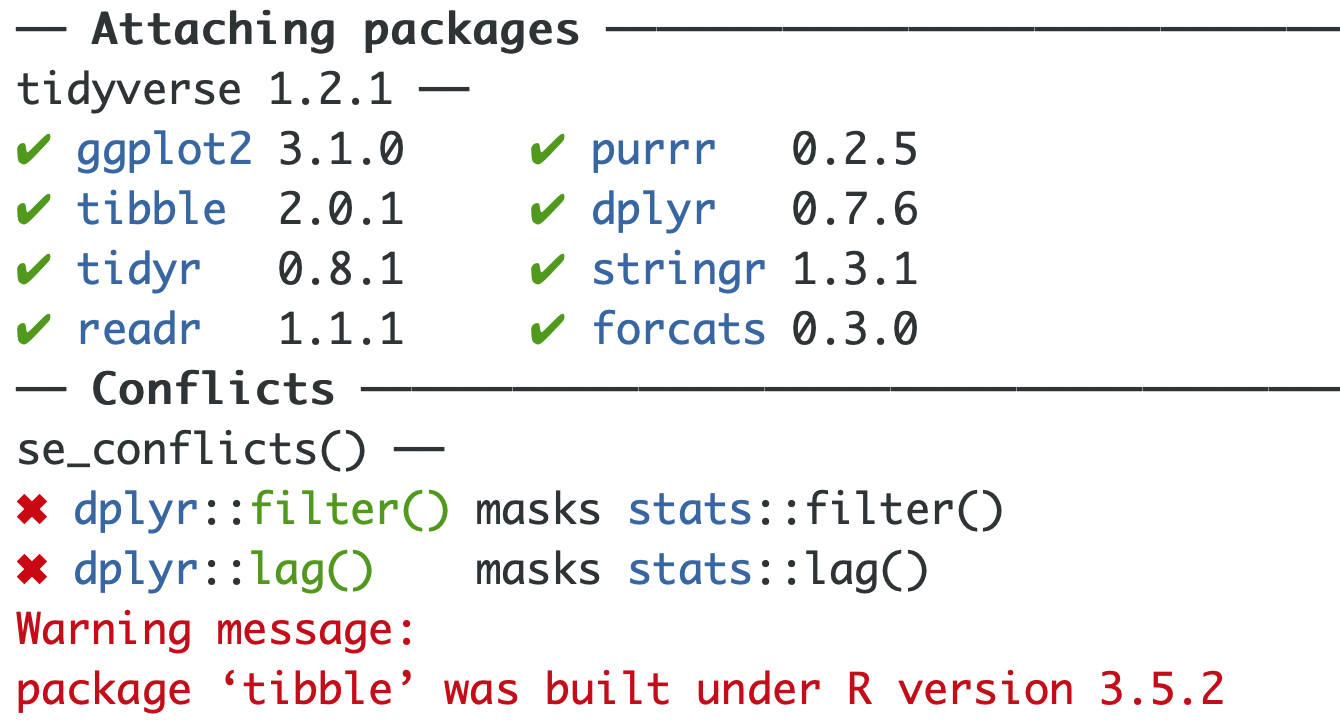 ── Attaching packages ──────────
tidyverse 1.2.1 ──
✔ ggplot2 3.1.0     ✔ purrr   0.2.5
✔ tibble  2.0.1     ✔ dplyr   0.7.6
✔ tidyr   0.8.1     ✔ stringr 1.3.1
✔ readr   1.1.1     ✔ forcats 0.3.0
── Conflicts ──────────
se_conflicts() ──
✖ dplyr::filter() masks stats::filter()
✖ dplyr::lag()    masks stats::lag()
Warning message:
package ‘tibble’ was built under R version 3.5.2